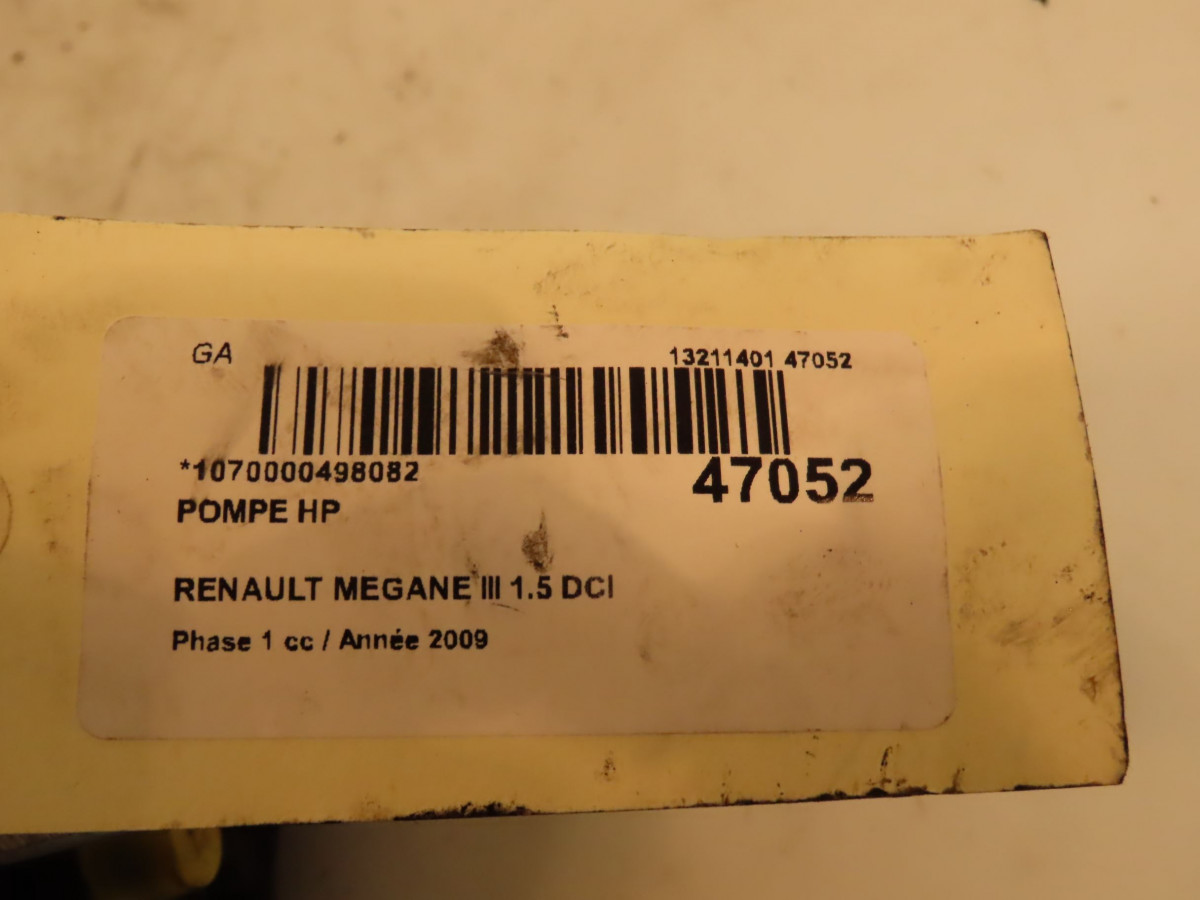 GA 13211401 47052
*1070000498082 47052
POMPE HP
RENAULT MEGANE III 1.5 DCI
Phase 1 cc / Année 2009